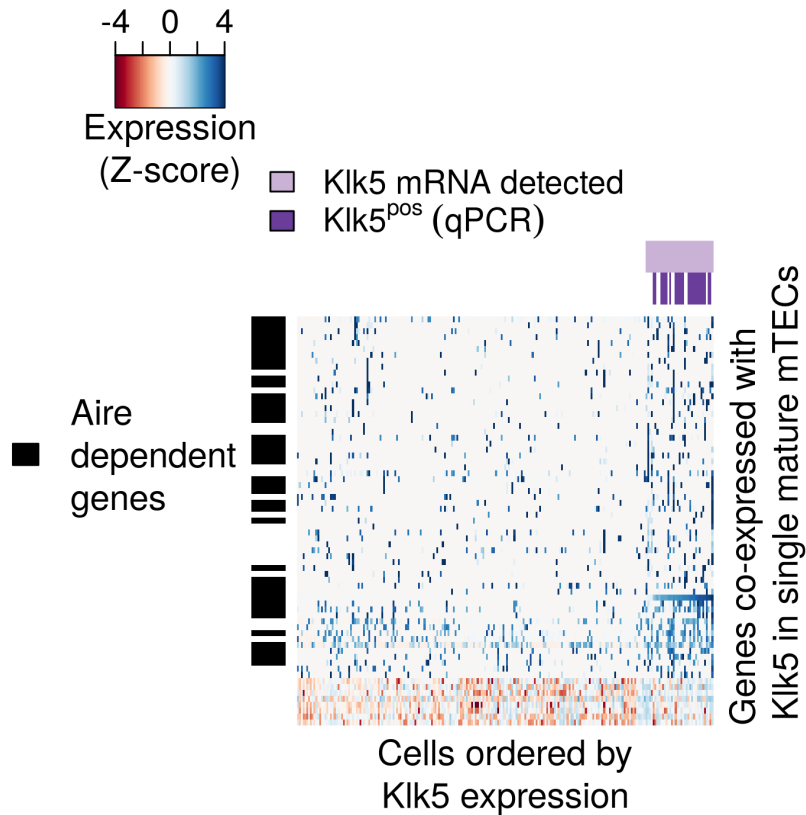 -4 0 4
Expression
(Z-score)
Klk5 mRNA detected
Klk5pos (qPCR)
Aire
dependent
genes
Genes co-expressed with
Klk5 in single mature mTECs
Cells ordered by
Klk5 expression